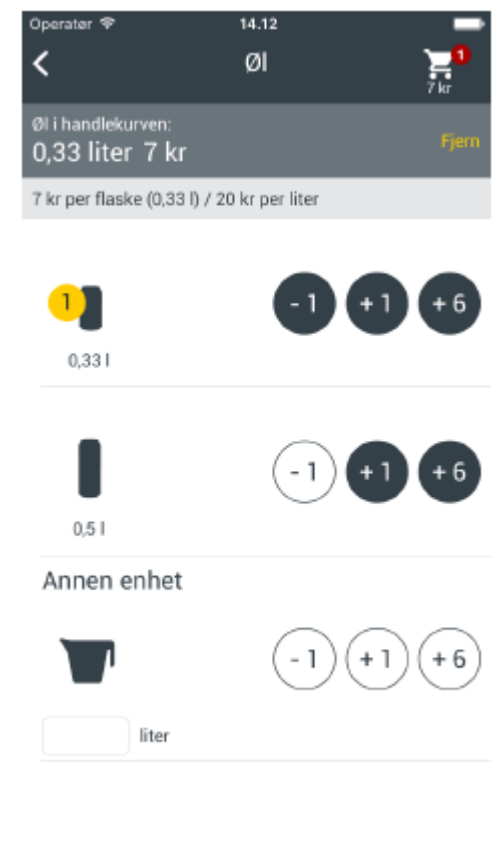 Operatør 14.12
Øl
1
7 kr
Øl i handlekurven:
0,33 liter 7 kr
Fjern
7 kr per flaske (0,33 l) / 20 kr per liter
1
- 1 + 1 + 6
0,33 l
- 1 + 1 + 6
0,5 l
Annen enhet
- 1 + 1 + 6
liter